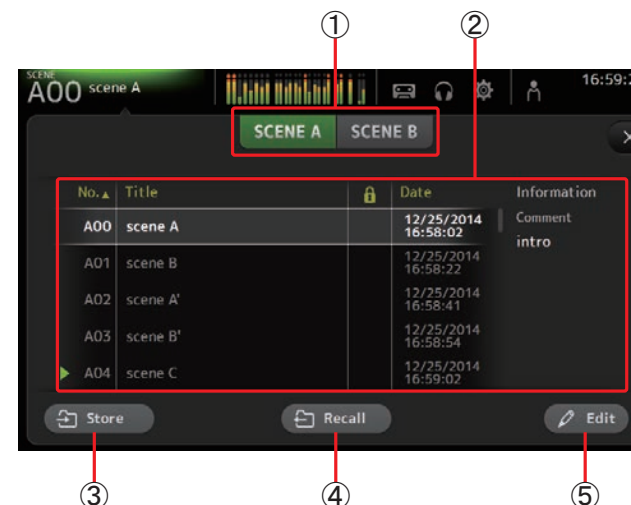 ① ②
SCENE
A00 scene A 16:59:
SCENE A SCENE B
No. Title Date Information
A00 scene A 12/25/2014 16:58:02 Comment
intro
A01 scene B 12/25/2014 16:58:22
A02 scene A' 12/25/2014 16:58:41
A03 scene B' 12/25/2014 16:58:54
A04 scene C 12/25/2014 16:59:02
Store Recall Edit
③ ④ ⑤